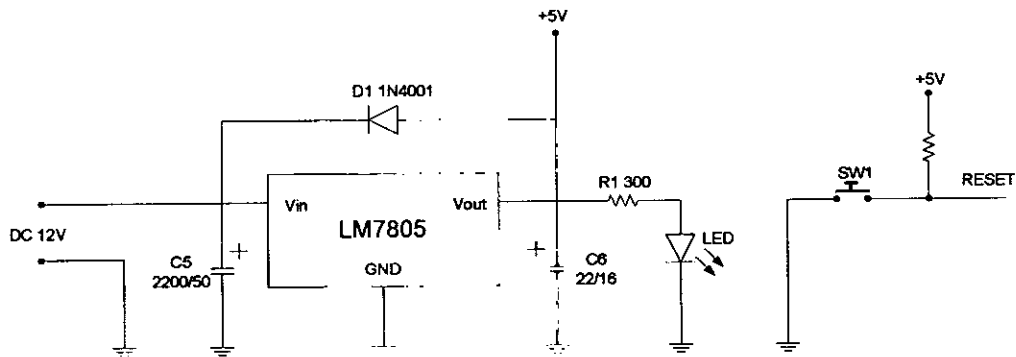 +5V
D1 1N4001
+5V
R1 300
SW1
RESET
Vin
Vout
LM7805
DC 12V
+
+
LED
C5
2200/50
GND
C6
22/16